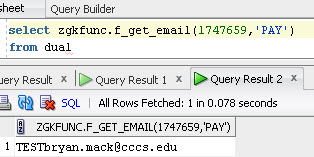 sheet Query Builder
select zgkfunc.f_get_email(1747659,'PAY')
from dual
Query Result Query Result 1 Query Result 2
SQL All Rows Fetched: 1 in 0.078 seconds
ZGKFUNC.F_GET_EMAIL(1747659,'PAY')
1 TESTbryan.mack@cccs.edu